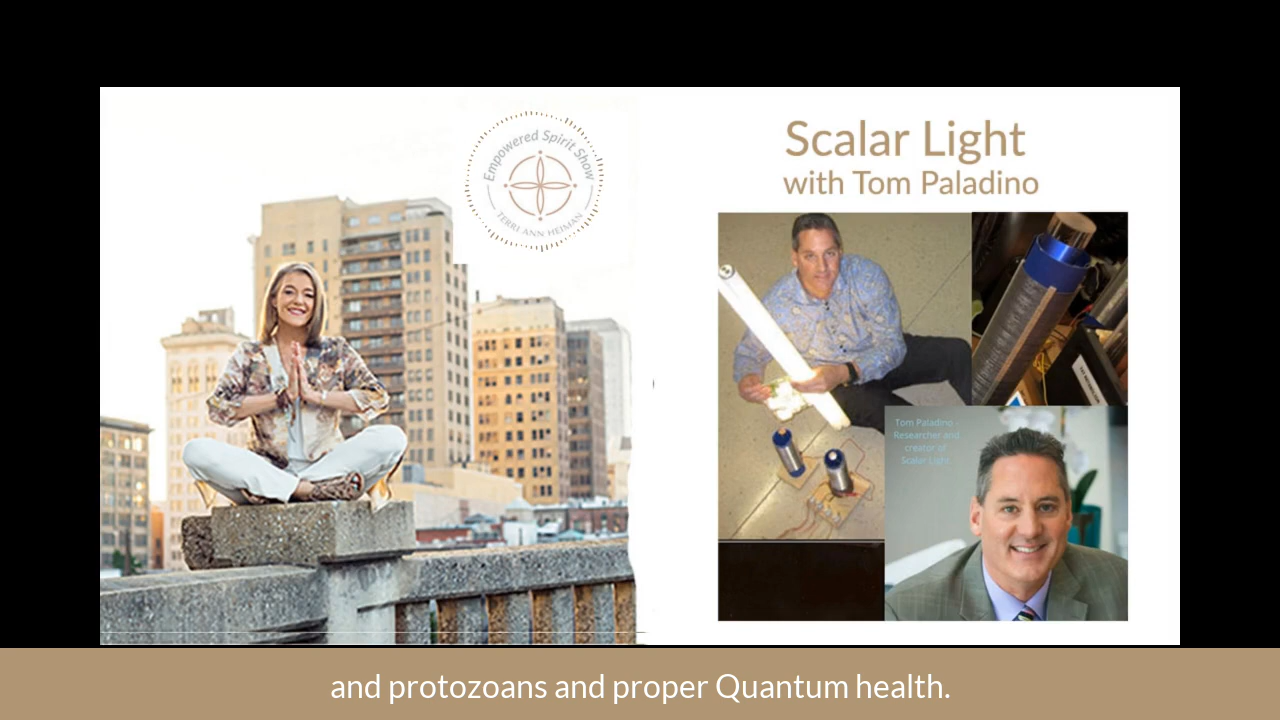 Empowered Spirit Show
TERRI ANN HEIMAN
Scalar Light
with Tom Paladino
Tom Paladino -
Researcher and
creator of
Scalar Light
and protozoans and proper Quantum health.